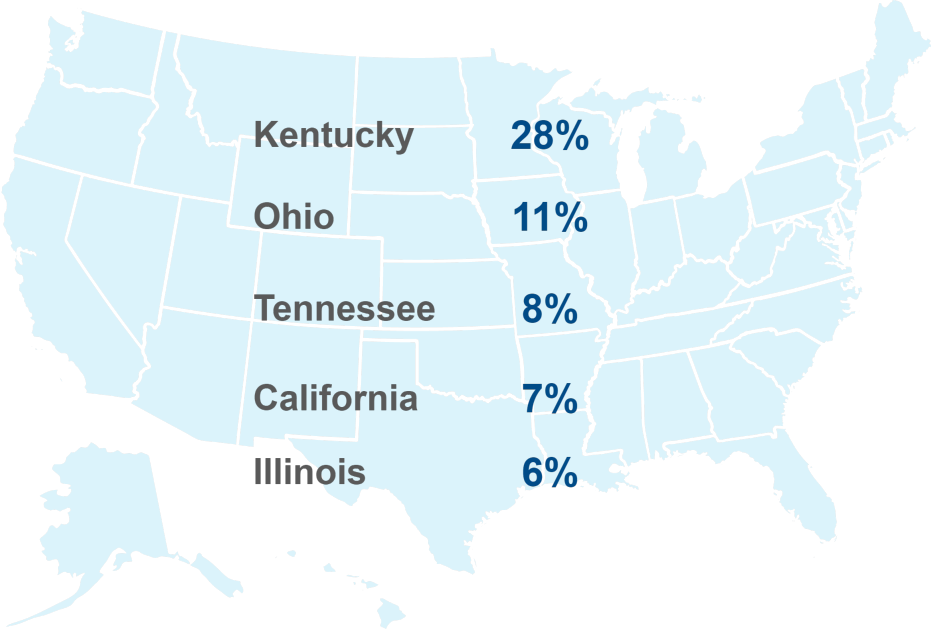 Kentucky 28%
Ohio 11%
Tennessee 8%
California 7%
Illinois 6%